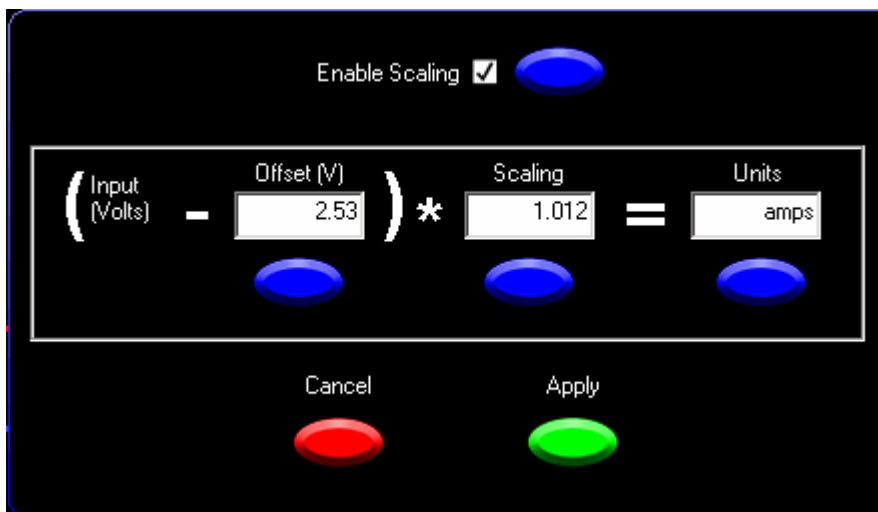 Enable Scaling
Offset (V) Scaling Units
( Input
(Volts) - 2.53 ) * 1.012 = amps
Cancel Apply